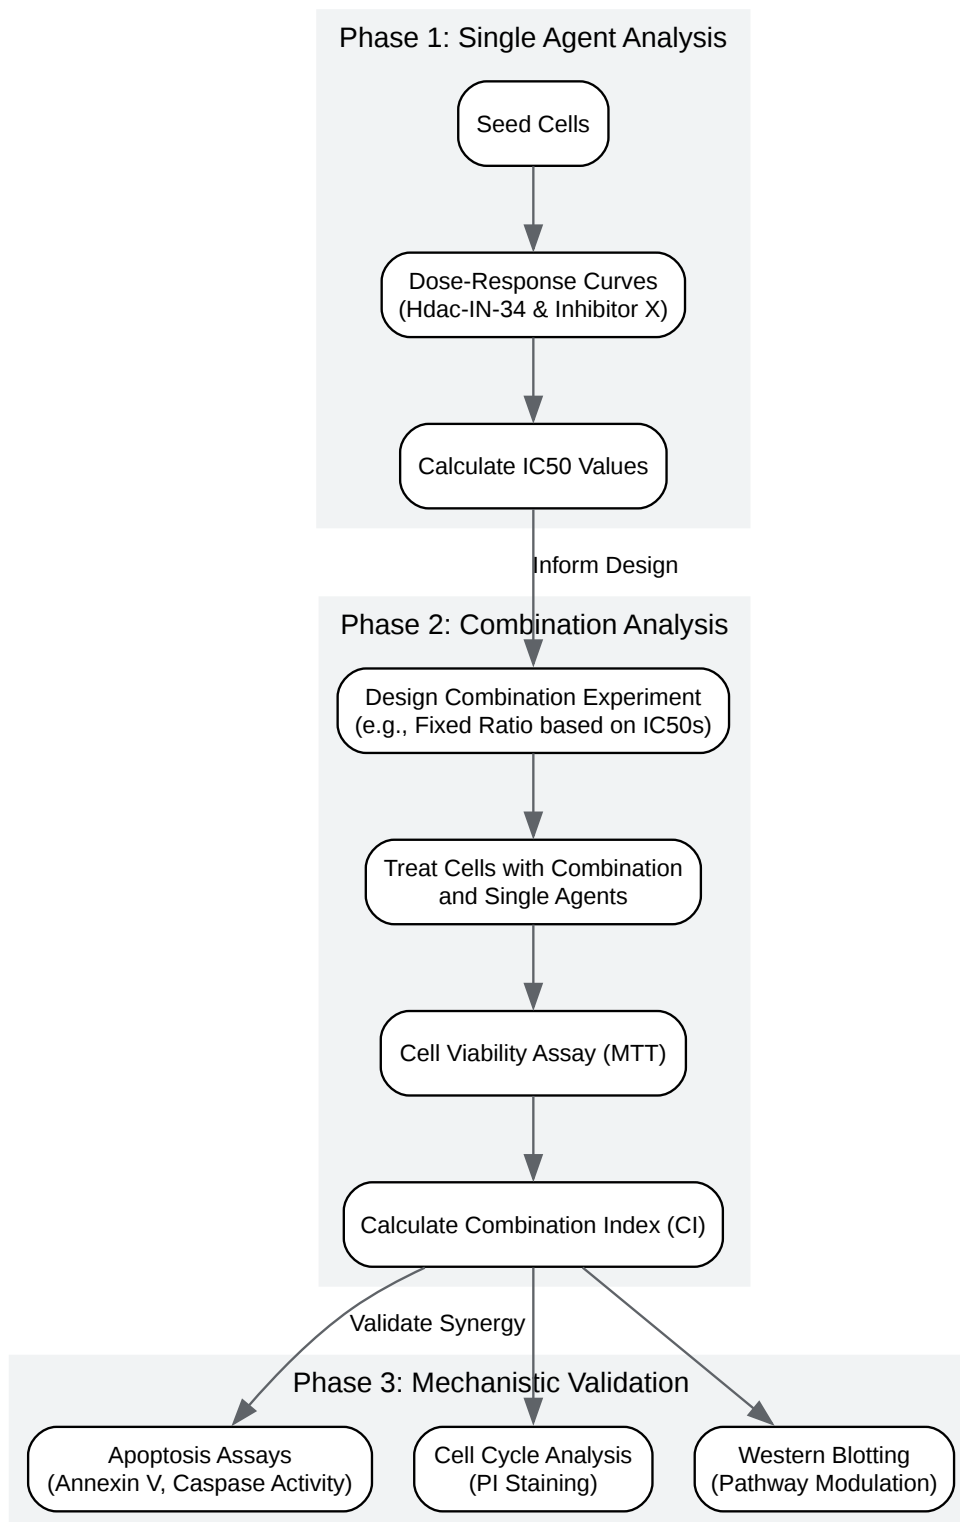 Phase 1: Single Agent Analysis
Seed Cells
Dose-Response Curves
(Hdac-IN-34 & Inhibitor X)
Calculate IC50 Values
Inform Design
Phase 2: Combination Analysis
Design Combination Experiment
(e.g., Fixed Ratio based on IC50s)
Treat Cells with Combination
and Single Agents
Cell Viability Assay (MTT)
Calculate Combination Index (CI)
Validate Synergy
Phase 3: Mechanistic Validation
Apoptosis Assays
(Annexin V, Caspase Activity)
Cell Cycle Analysis
(PI Staining)
Western Blotting
(Pathway Modulation)